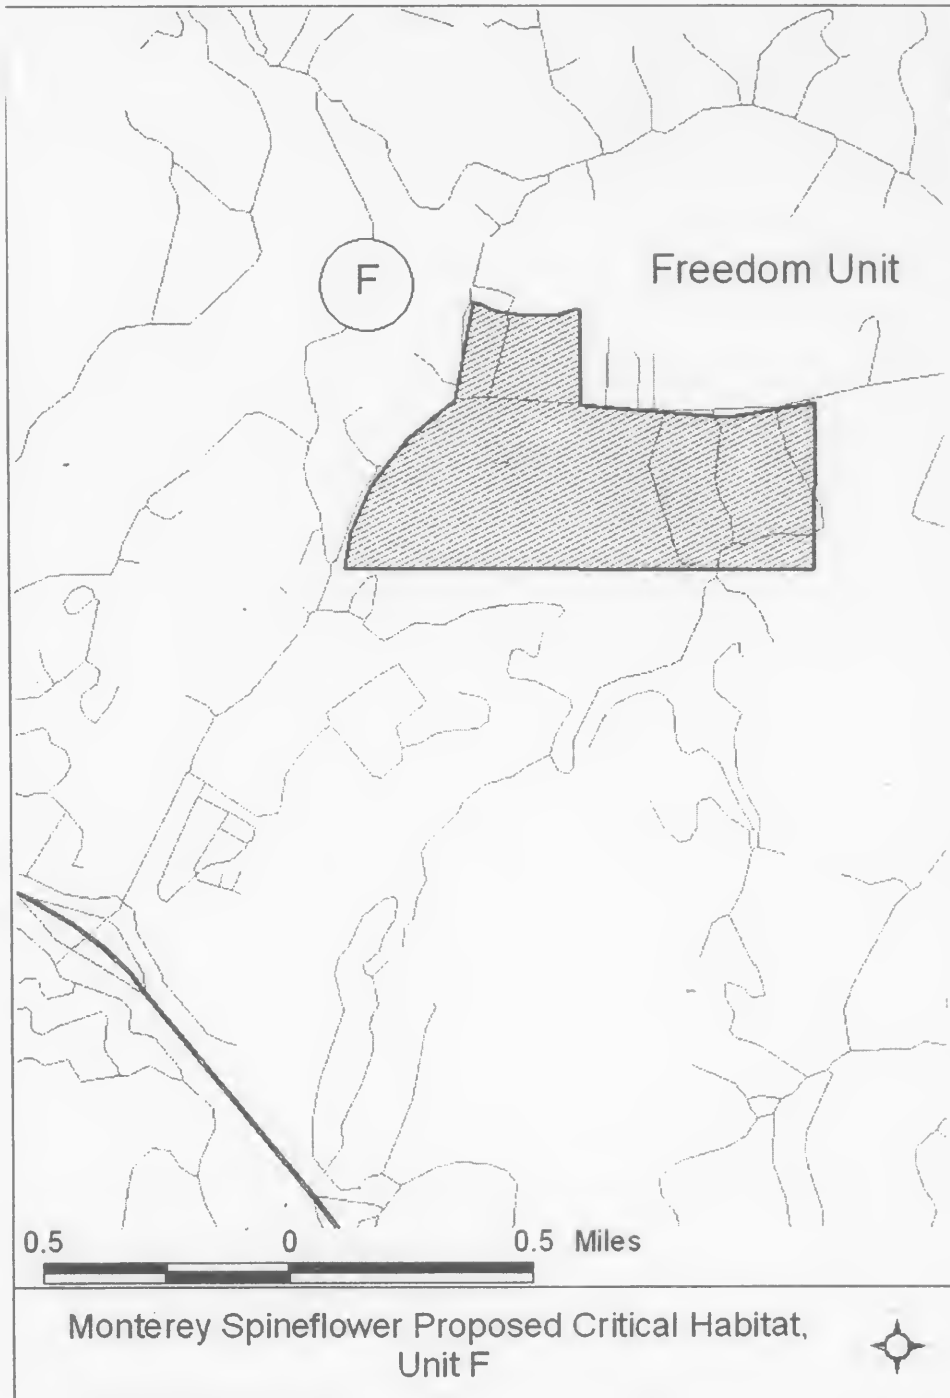 F
Freedom Unit
0.5 0 0.5 Miles
Monterey Spineflower Proposed Critical Habitat,
Unit F